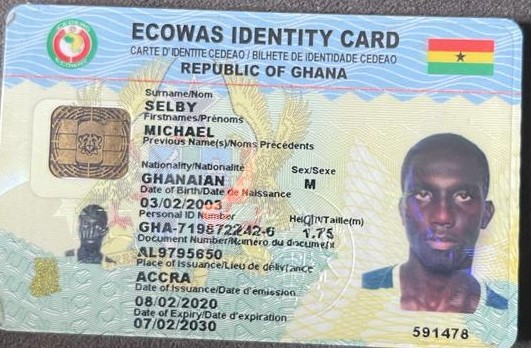 ECOWAS IDENTITY CARD
CARTE D'IDENTITE CEDEAO / BILHETE DE IDENTIDADE CEDEAO
REPUBLIC OF GHANA
Surname/Nom
SELBY
Firstnames/Prénoms
MICHAEL
Previous Name(s)/Noms Précédents
Nationality/Nationalité Sex/Sexe
GHANAIAN M
Date of Birth/Date de Naissance
03/02/2003
Personal ID Number Height/Taille(m)
GHA-719872242-6 1.75
Document Number/Numéro du document
AL9795650
Place of Issuance/Lieu de délivrance
ACCRA
Date of Issuance/Date d'émission
08/02/2020
Date of Expiry/Date d'expiration
07/02/2030
591478